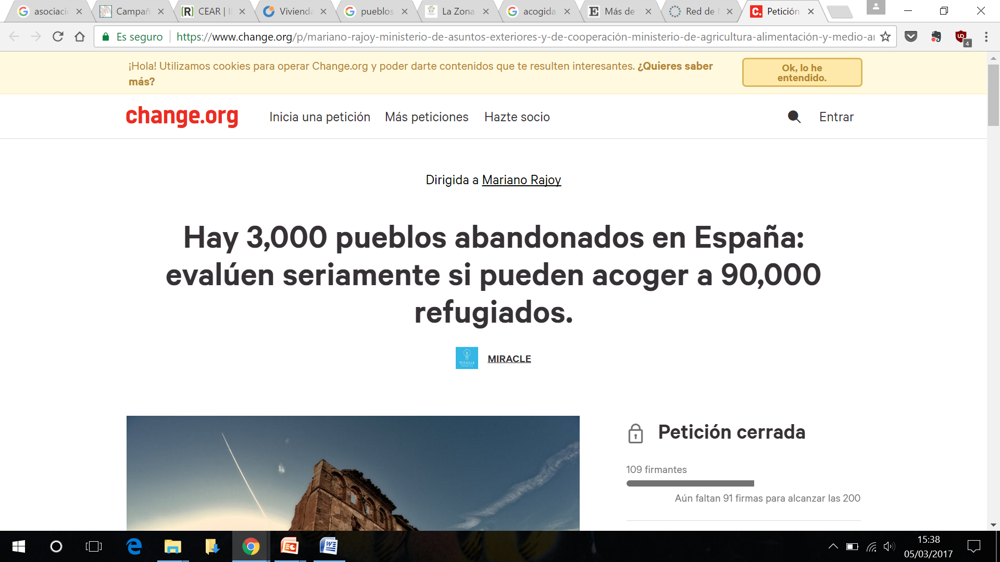 asociaci
Campañ
[R] CEAR | I
Vivienda
pueblos
La Zona
acogida
E Más de
Red de
C. Petición
Es seguro
https://www.change.org/p/mariano-rajoy-ministerio-de-asuntos-exteriores-y-de-cooperación-ministerio-de-agricultura-alimentación-y-medio-a
4
¡Hola! Utilizamos cookies para operar Change.org y poder darte contenidos que te resulten interesantes. ¿Quieres saber
más?
Ok, lo he
entendido.
change.org
Inicia una petición
Más peticiones
Hazte socio
Entrar
Dirigida a Mariano Rajoy
Hay 3,000 pueblos abandonados en España:
evalúen seriamente si pueden acoger a 90,000
refugiados.
MIRACLE
MIRACLE
Petición cerrada
109 firmantes
Aún faltan 91 firmas para alcanzar las 200
15:38
05/03/2017